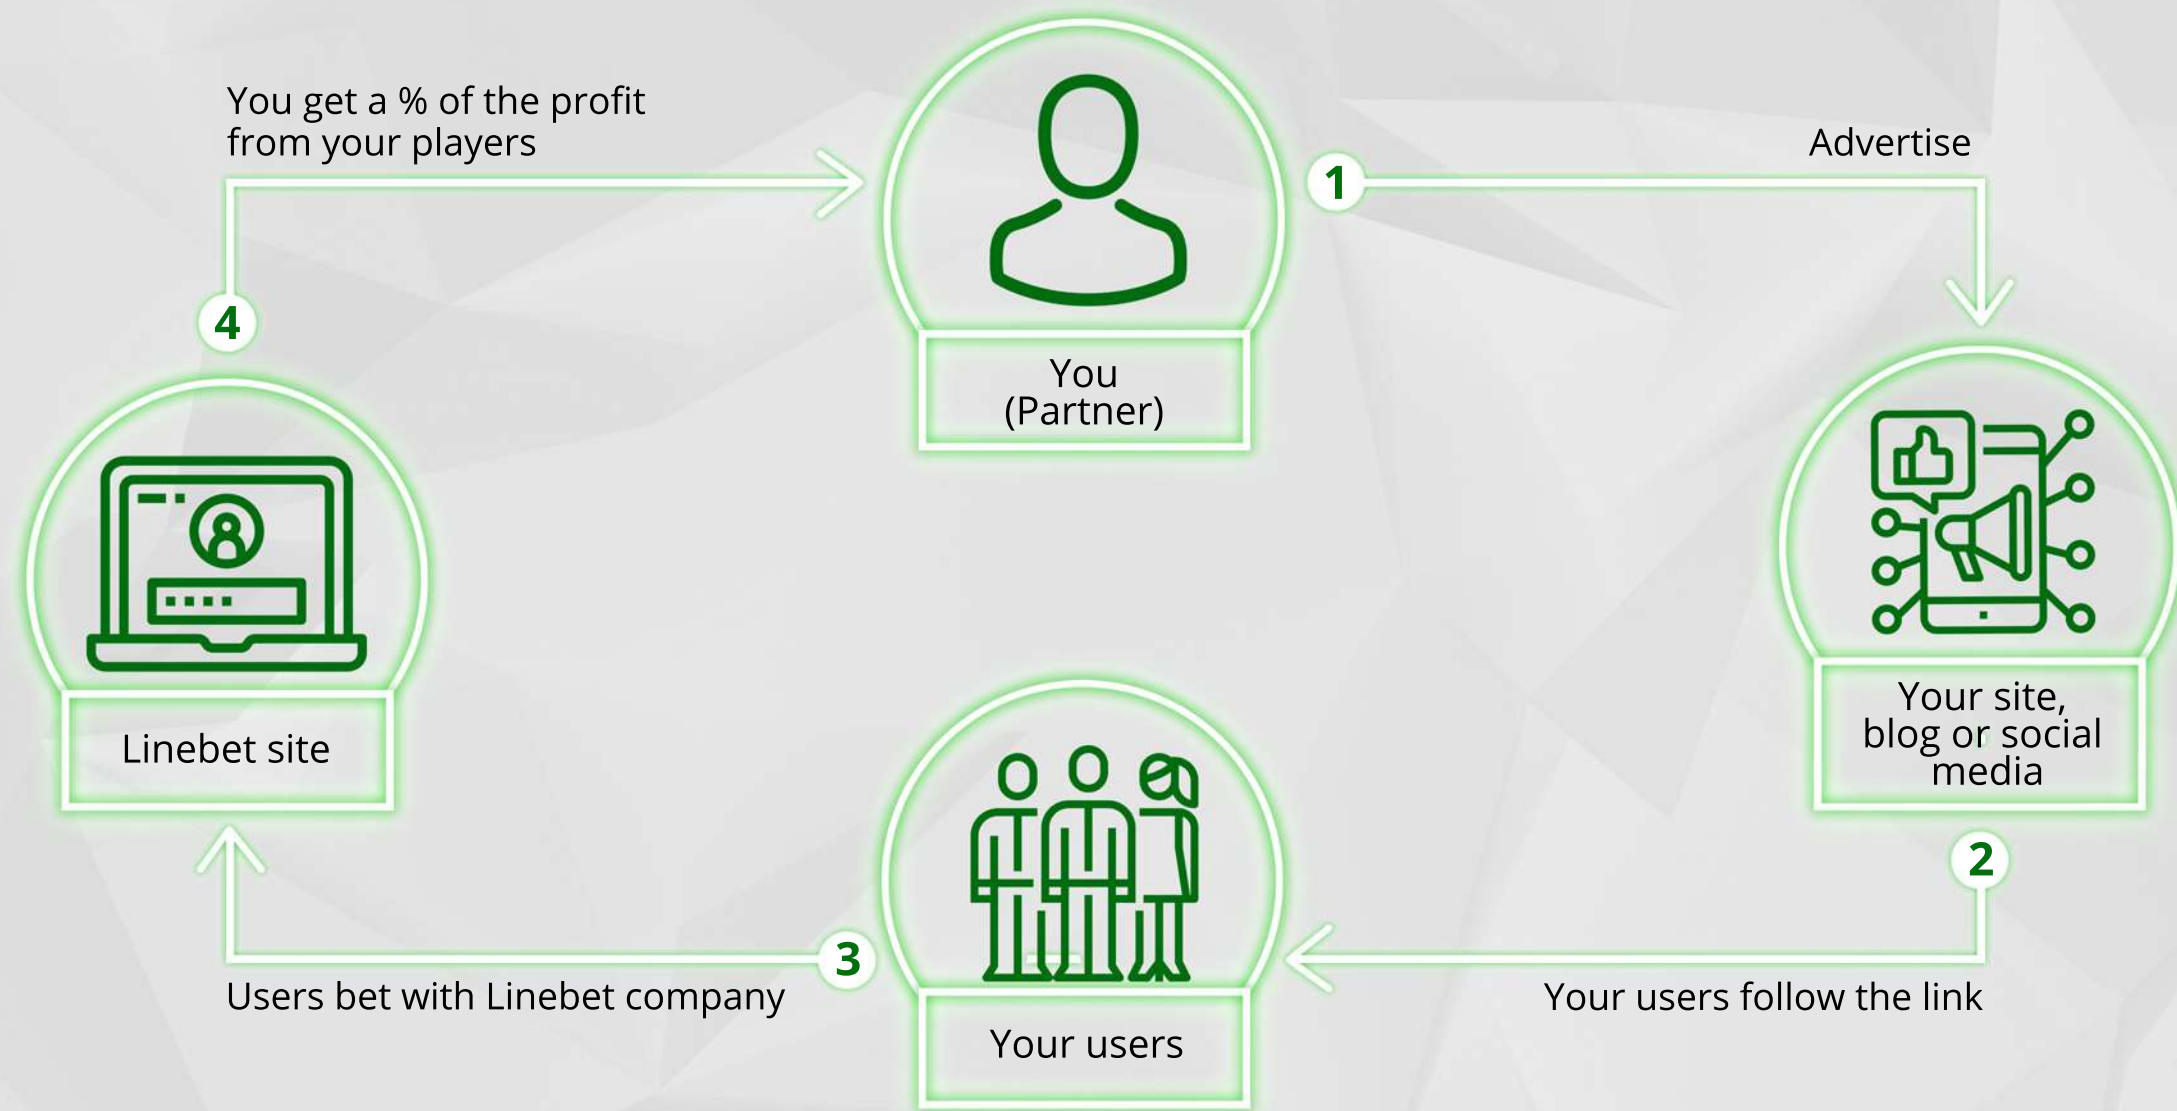 You get a % of the profit
from your players
Advertise
1
4
You
(Partner)
Linebet site
Your site,
blog or social
media
2
3
Users bet with Linebet company
Your users follow the link
Your users